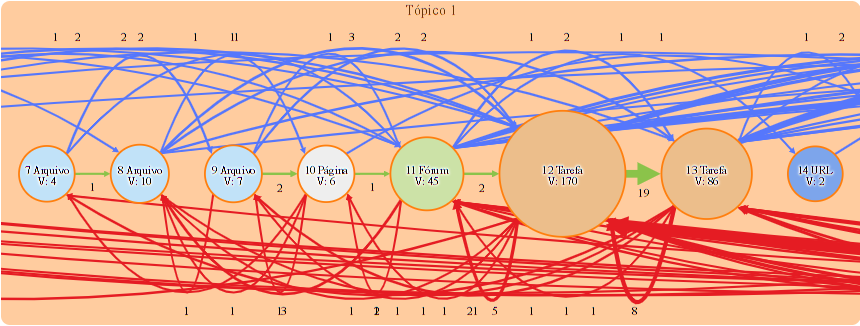 Tópico 1
1 2 2 2 1 11 1 3 2 2 1 2 1 1 1 2
7 Arquivo
V: 4
8 Arquivo
V: 10
9 Arquivo
V: 7
10 Página
V: 6
11 Fórum
V: 45
12 Tarefa
V: 170
13 Tarefa
V: 86
14 URL
V: 2
1 2 1 2 19
1 1 13 1 1 1 1 21 5 1 1 1 8